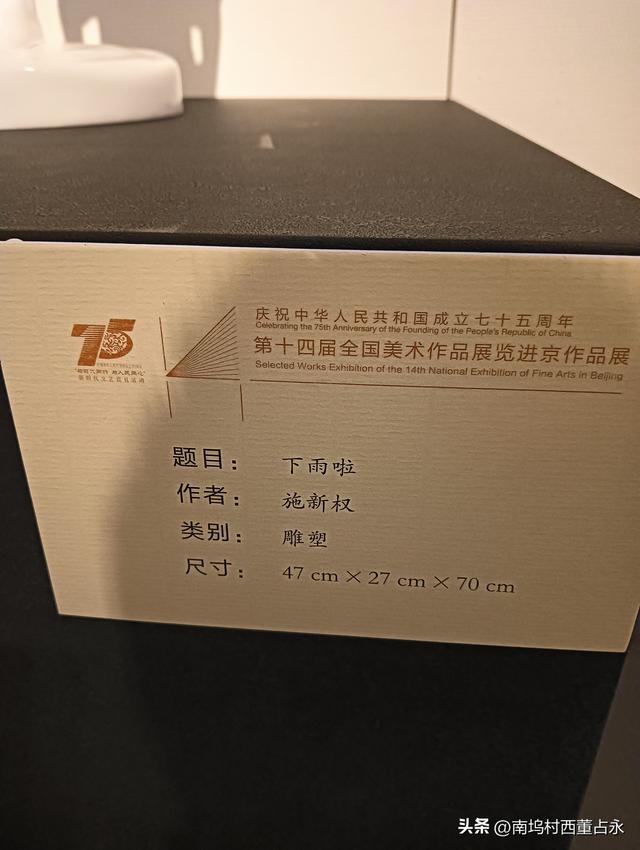 庆祝中华人民共和国成立七十五周年
Celebrating the 75th Anniversary of the Founding of the People's Republic of China
第十四届全国美术作品展览进京作品展
Selected Works Exhibition of the 14th National Exhibition of Fine Arts in Beijing
75
题目： 下雨啦
作者： 施新权
类别： 雕塑
尺寸： 47 cm × 27 cm × 70 cm
头条 @南坞村西董占永